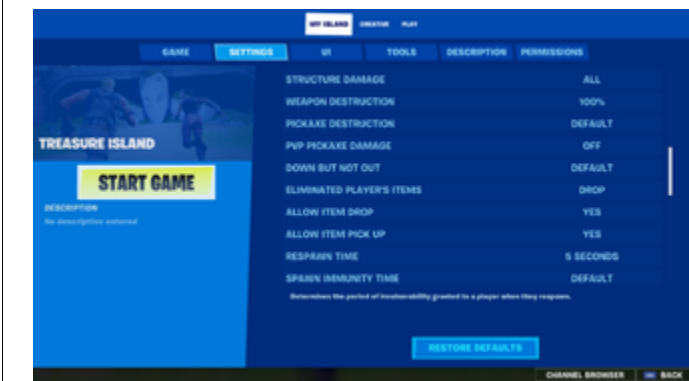 MY ISLAND CREATIVE PLAY
GAME SETTINGS UI TOOLS DESCRIPTION PERMISSIONS
STRUCTURE DAMAGE ALL
WEAPON DESTRUCTION 100%
PICKAXE DESTRUCTION DEFAULT
TREASURE ISLAND
PVP PICKAXE DAMAGE OFF
DOWN BUT NOT OUT DEFAULT
START GAME
ELIMINATED PLAYER'S ITEMS DROP
DESCRIPTION
No description entered
ALLOW ITEM DROP YES
ALLOW ITEM PICK UP YES
RESPAWN TIME 5 SECONDS
SPAWN IMMUNITY TIME DEFAULT
Determines the period of invulnerability granted to a player when they respawn.
RESTORE DEFAULTS
CHANNEL BROWSER BACK